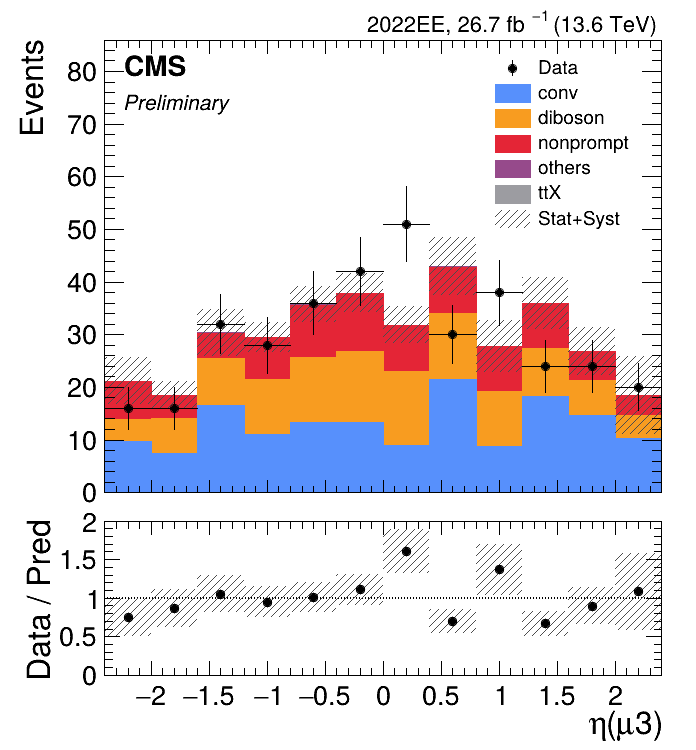 2022EE, 26.7 fb⁻¹ (13.6 TeV)
Events
CMS
Preliminary
Data
conv
diboson
nonprompt
others
ttX
Stat+Syst
80
70
60
50
40
30
20
10
0
Data / Pred
2
1.5
1
0.5
0
−2 −1.5 −1 −0.5 0 0.5 1 1.5 2
η(μ3)